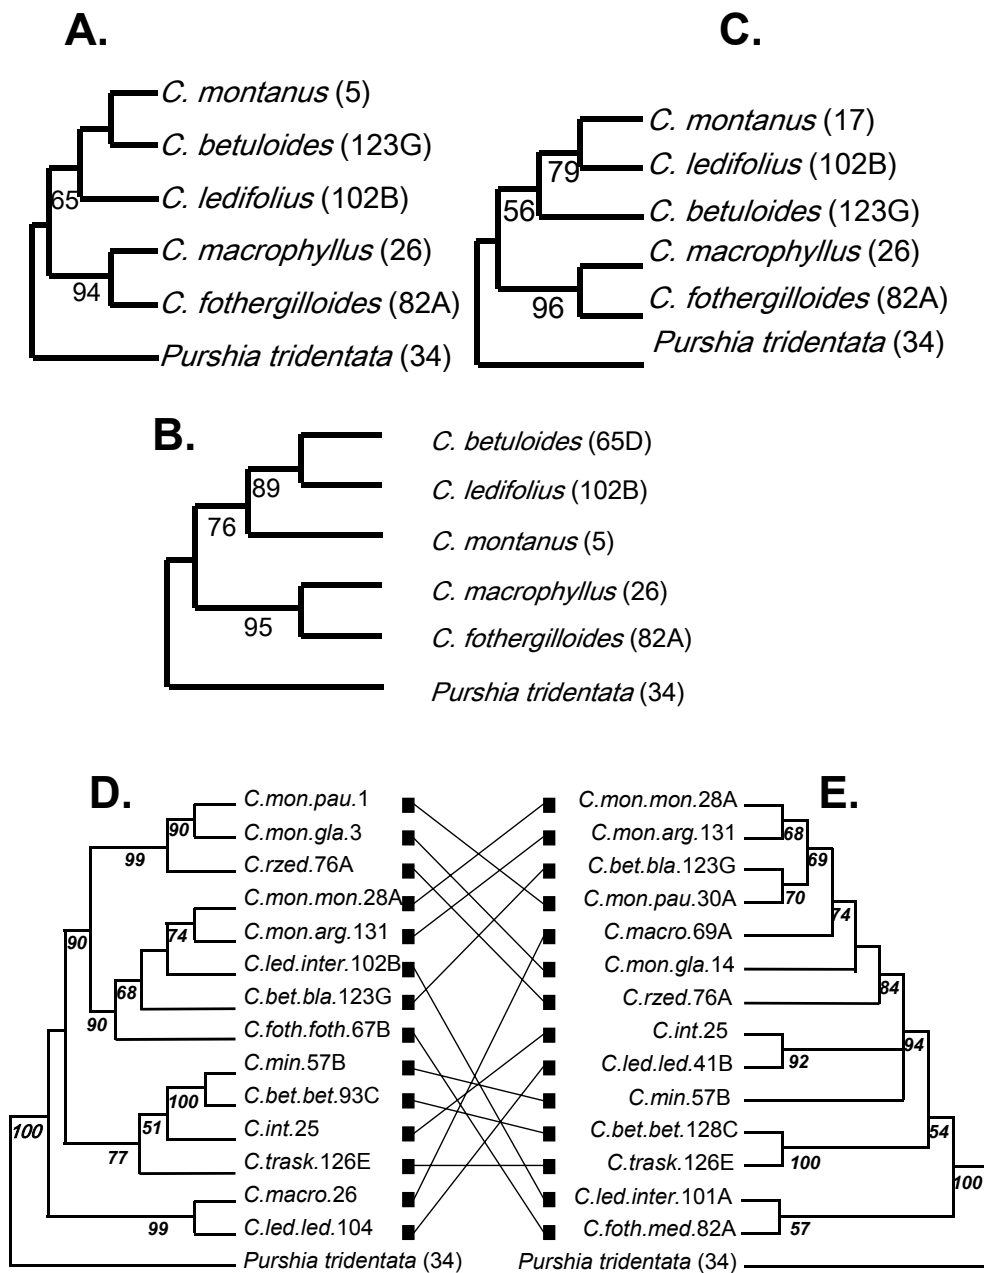 A.
C. montanus (5)
C. betuloides (123G)
C. ledifolius (102B)
65
C. macrophyllus (26)
94
C. fothergilloides (82A)
Purshia tridentata (34)
C.
C. montanus (17)
79
C. ledifolius (102B)
56
C. betuloides (123G)
C. macrophyllus (26)
96
C. fothergilloides (82A)
Purshia tridentata (34)
B.
C. betuloides (65D)
89
C. ledifolius (102B)
76
C. montanus (5)
C. macrophyllus (26)
95
C. fothergilloides (82A)
Purshia tridentata (34)
D.
C.mon.pau.1
90
C.mon.gla.3
99
C.rzed.76A
C.mon.mon.28A
74
C.mon.arg.131
90
C.led.inter.102B
68
C.bet.bla.123G
90
C.foth.foth.67B
C.min.57B
100
C.bet.bet.93C
51
C.int.25
100
77
C.trask.126E
C.macro.26
99
C.led.led.104
Purshia tridentata (34)
E.
C.mon.mon.28A
68
C.mon.arg.131
69
C.bet.bla.123G
70
C.mon.pau.30A
74
C.macro.69A
C.mon.gla.14
84
C.rzed.76A
C.int.25
94
C.led.led.41B
92
C.min.57B
C.bet.bet.128C
54
C.trask.126E
100
100
C.led.inter.101A
C.foth.med.82A
57
Purshia tridentata (34)